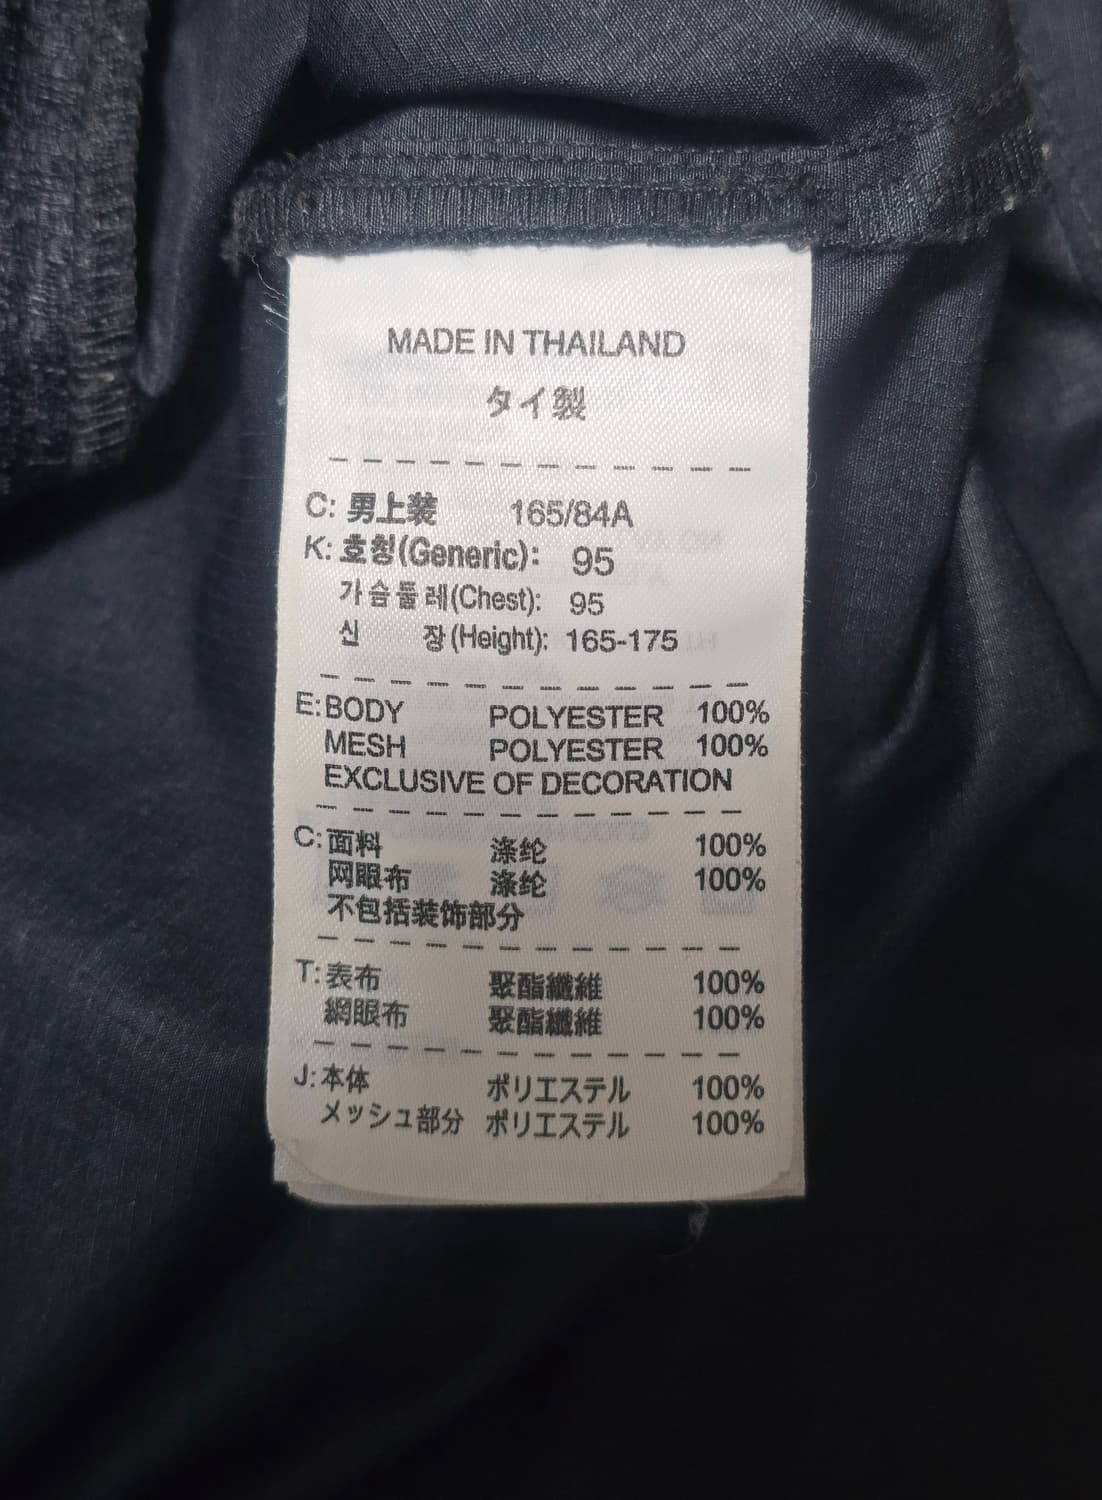 MADE IN THAILAND
タイ製
C: 男上装 165/84A
K: 호칭(Generic): 95
가슴둘레(Chest): 95
신 장(Height): 165-175
E: BODY POLYESTER 100%
MESH POLYESTER 100%
EXCLUSIVE OF DECORATION
C: 面料 涤纶 100%
网眼布 涤纶 100%
不包括装饰部分
T: 表布 聚酯纖維 100%
網眼布 聚酯纖維 100%
J: 本体 ポリエステル 100%
メッシュ部分 ポリエステル 100%